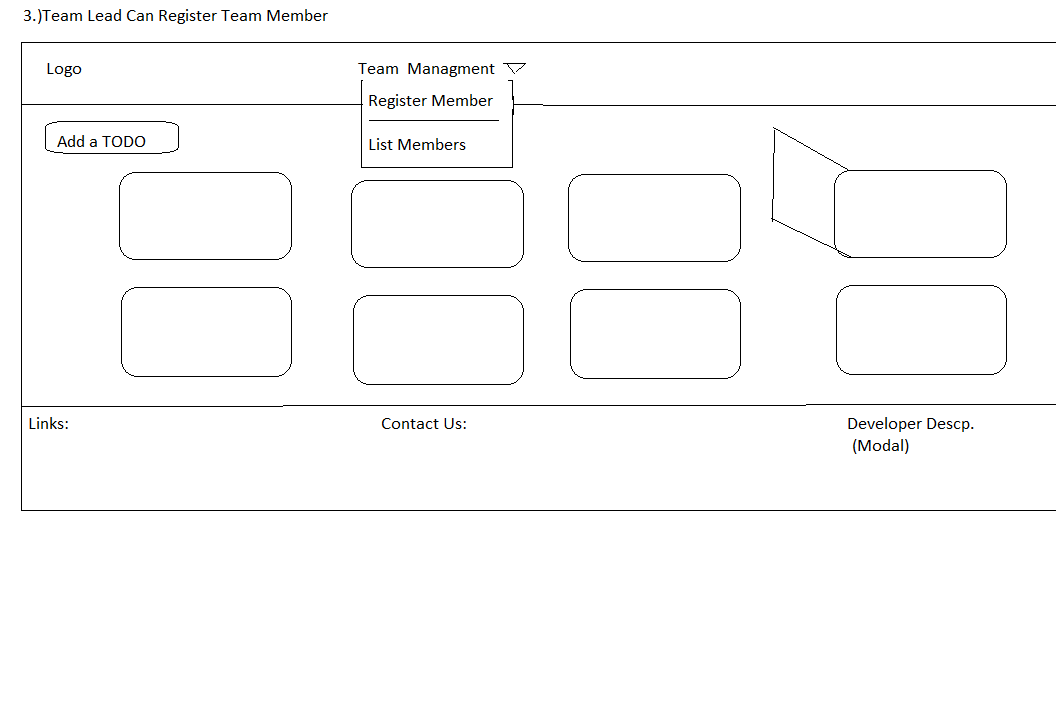 3.)Team Lead Can Register Team Member
Logo
Team Managment
Register Member
List Members
Add a TODO
Links:
Contact Us:
Developer Descp.
(Modal)